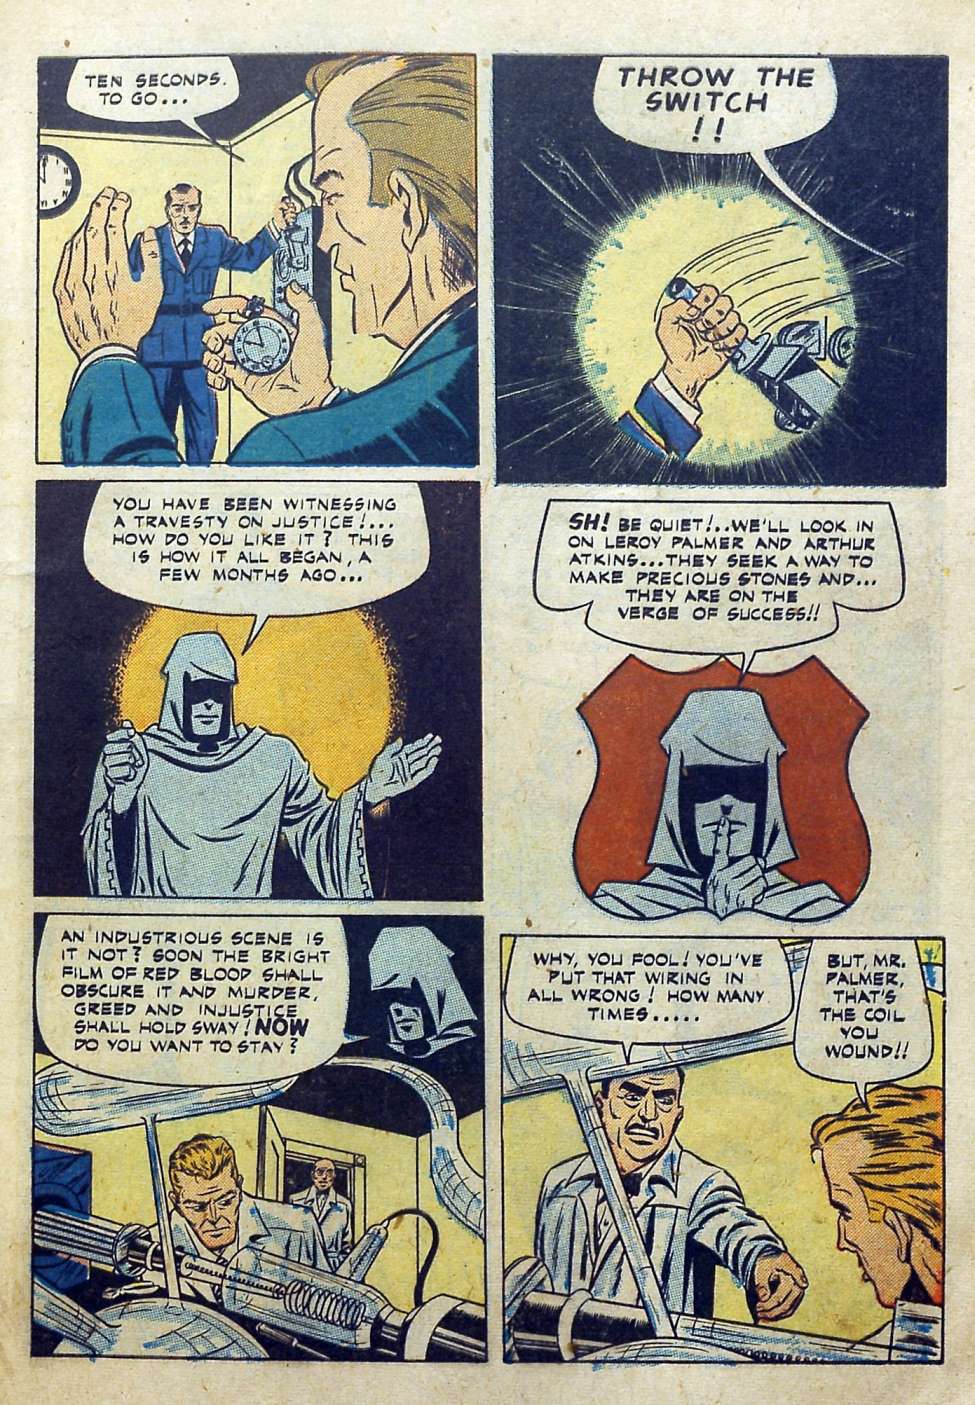 TEN SECONDS.
TO GO...
THROW THE
SWITCH
!!
YOU HAVE BEEN WITNESSING
A TRAVESTY ON JUSTICE!...
HOW DO YOU LIKE IT? THIS
IS HOW IT ALL BEGAN, A
FEW MONTHS AGO...
SH! BE QUIET!..WE'LL LOOK IN
ON LEROY PALMER AND ARTHUR
ATKINS...THEY SEEK A WAY TO
MAKE PRECIOUS STONES AND...
THEY ARE ON THE
VERGE OF SUCCESS!!
AN INDUSTRIOUS SCENE IS
IT NOT? SOON THE BRIGHT
FILM OF RED BLOOD SHALL
OBSCURE IT AND MURDER,
GREED AND INJUSTICE
SHALL HOLD SWAY! NOW
DO YOU WANT TO STAY?
WHY, YOU FOOL! YOU'VE
PUT THAT WIRING IN
ALL WRONG! HOW MANY
TIMES.....
BUT, MR.
PALMER,
THAT'S
THE COIL
YOU
WOUND!!